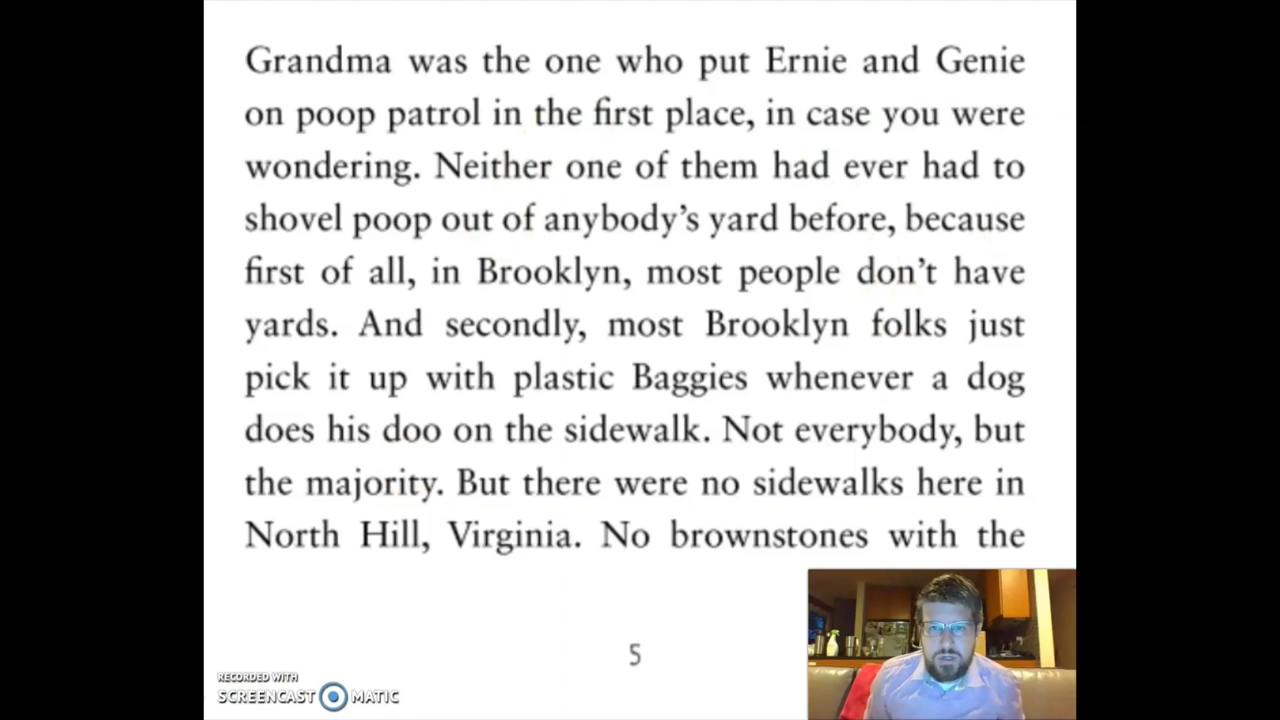 Grandma was the one who put Ernie and Genie
on poop patrol in the first place, in case you were
wondering. Neither one of them had ever had to
shovel poop out of anybody’s yard before, because
first of all, in Brooklyn, most people don’t have
yards. And secondly, most Brooklyn folks just
pick it up with plastic Baggies whenever a dog
does his doo on the sidewalk. Not everybody, but
the majority. But there were no sidewalks here in
North Hill, Virginia. No brownstones with the
5
RECORDED WITH
SCREENCAST MATIC